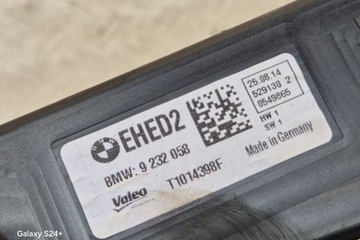 EHED2
BMW: 9 232 058
Valeo T1014398F
25.08.14
529130 2
0549865
HW 1
SW 1
Made in Germany
Galaxy S24+